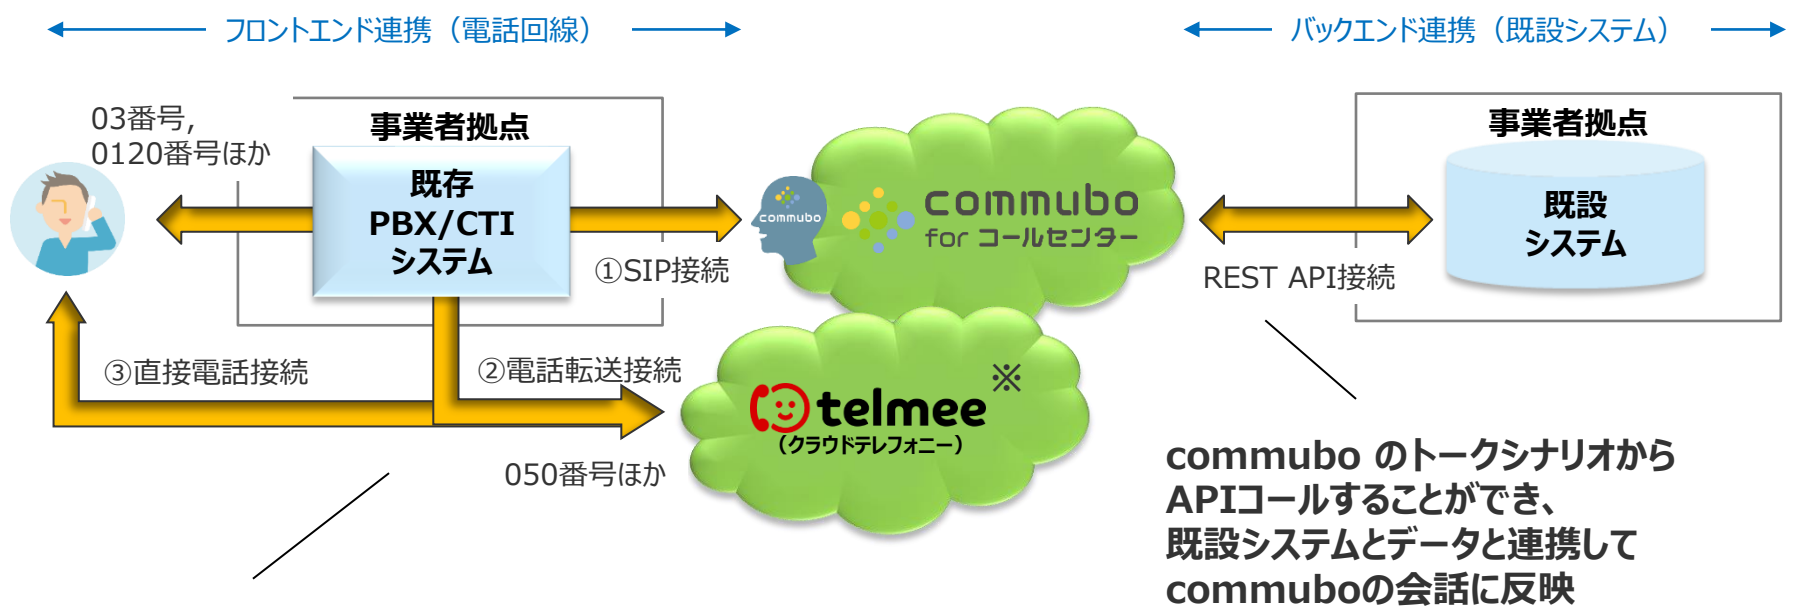 フロントエンド連携（電話回線）
バックエンド連携（既設システム）
03番号,
0120番号ほか
事業者拠点
既存
PBX/CTI
システム
①SIP接続
commubo
commubo
for コールセンター
REST API接続
事業者拠点
既設
システム
③直接電話接続
②電話転送接続
telmee
※
（クラウドテレフォニー）
050番号ほか
commubo のトークシナリオから
APIコールすることができ、
既設システムとデータと連携して
commuboの会話に反映